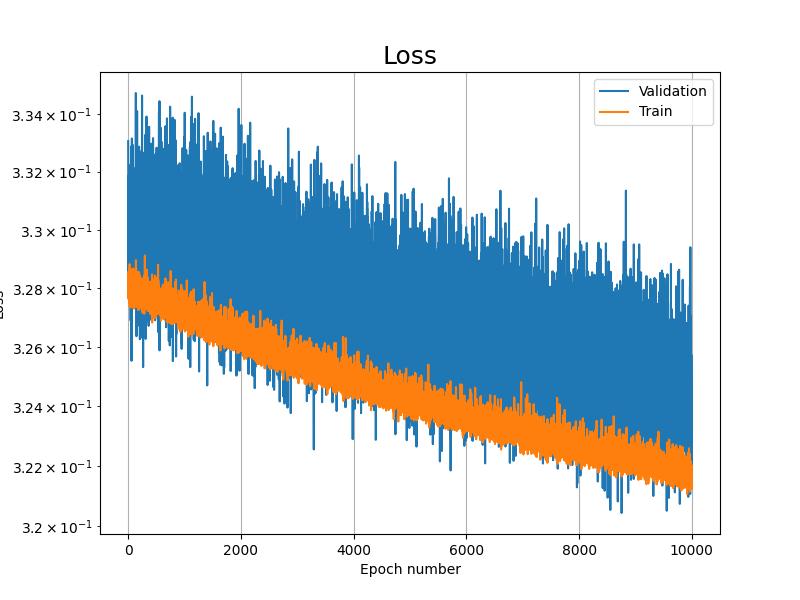 Loss
Validation
Train
3.34 × 10⁻¹
3.32 × 10⁻¹
3.3 × 10⁻¹
3.28 × 10⁻¹
3.26 × 10⁻¹
3.24 × 10⁻¹
3.22 × 10⁻¹
3.2 × 10⁻¹
Loss
0 2000 4000 6000 8000 10000
Epoch number